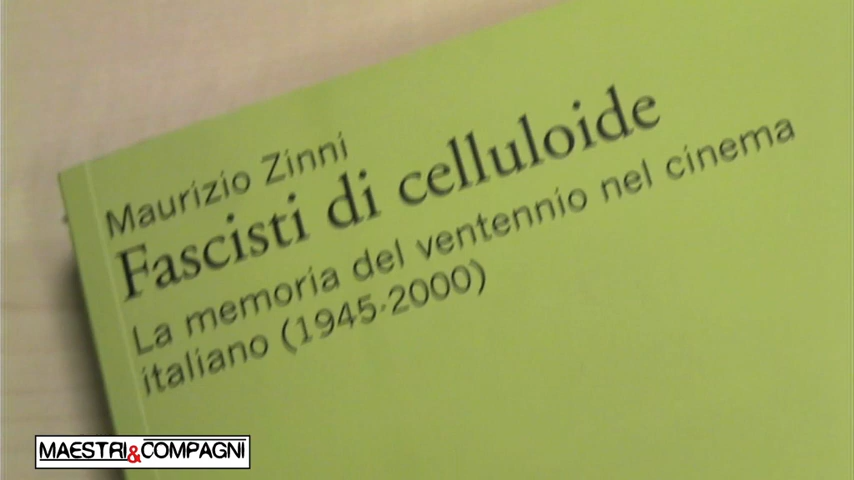 Maurizio Zinni
Fascisti di celluloide
La memoria del ventennio nel cinema
italiano (1945-2000)
MAESTRI&COMPAGNI